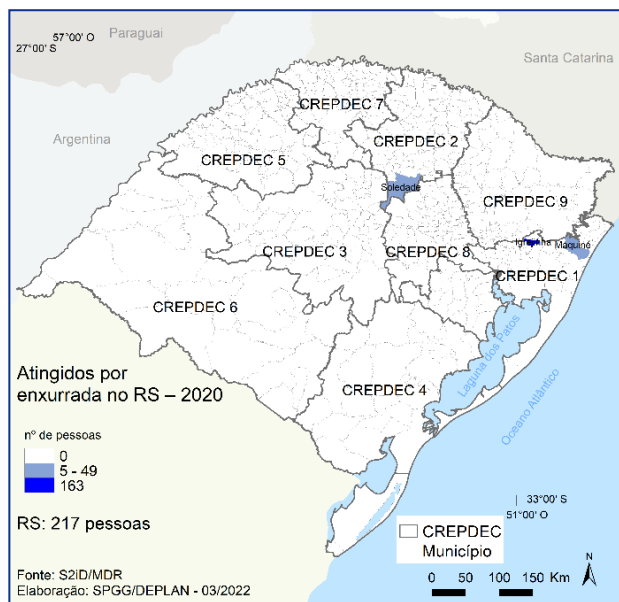 57°00' O
Paraguai
27°00' S
Santa Catarina
CREPDEC 7
Argentina
CREPDEC 2
CREPDEC 5
Soledade
CREPDEC 9
Igrejinha
Maquiné
CREPDEC 3
CREPDEC 8
CREPDEC 1
CREPDEC 6
Laguna dos Patos
Oceano Atlântico
CREPDEC 4
Atingidos por
enxurrada no RS – 2020
nº de pessoas
0
5 - 49
163
RS: 217 pessoas
33°00' S
51°00' O
CREPDEC
Município
N
Fonte: S2iD/MDR
Elaboração: SPGG/DEPLAN - 03/2022
0 50 100 150 Km